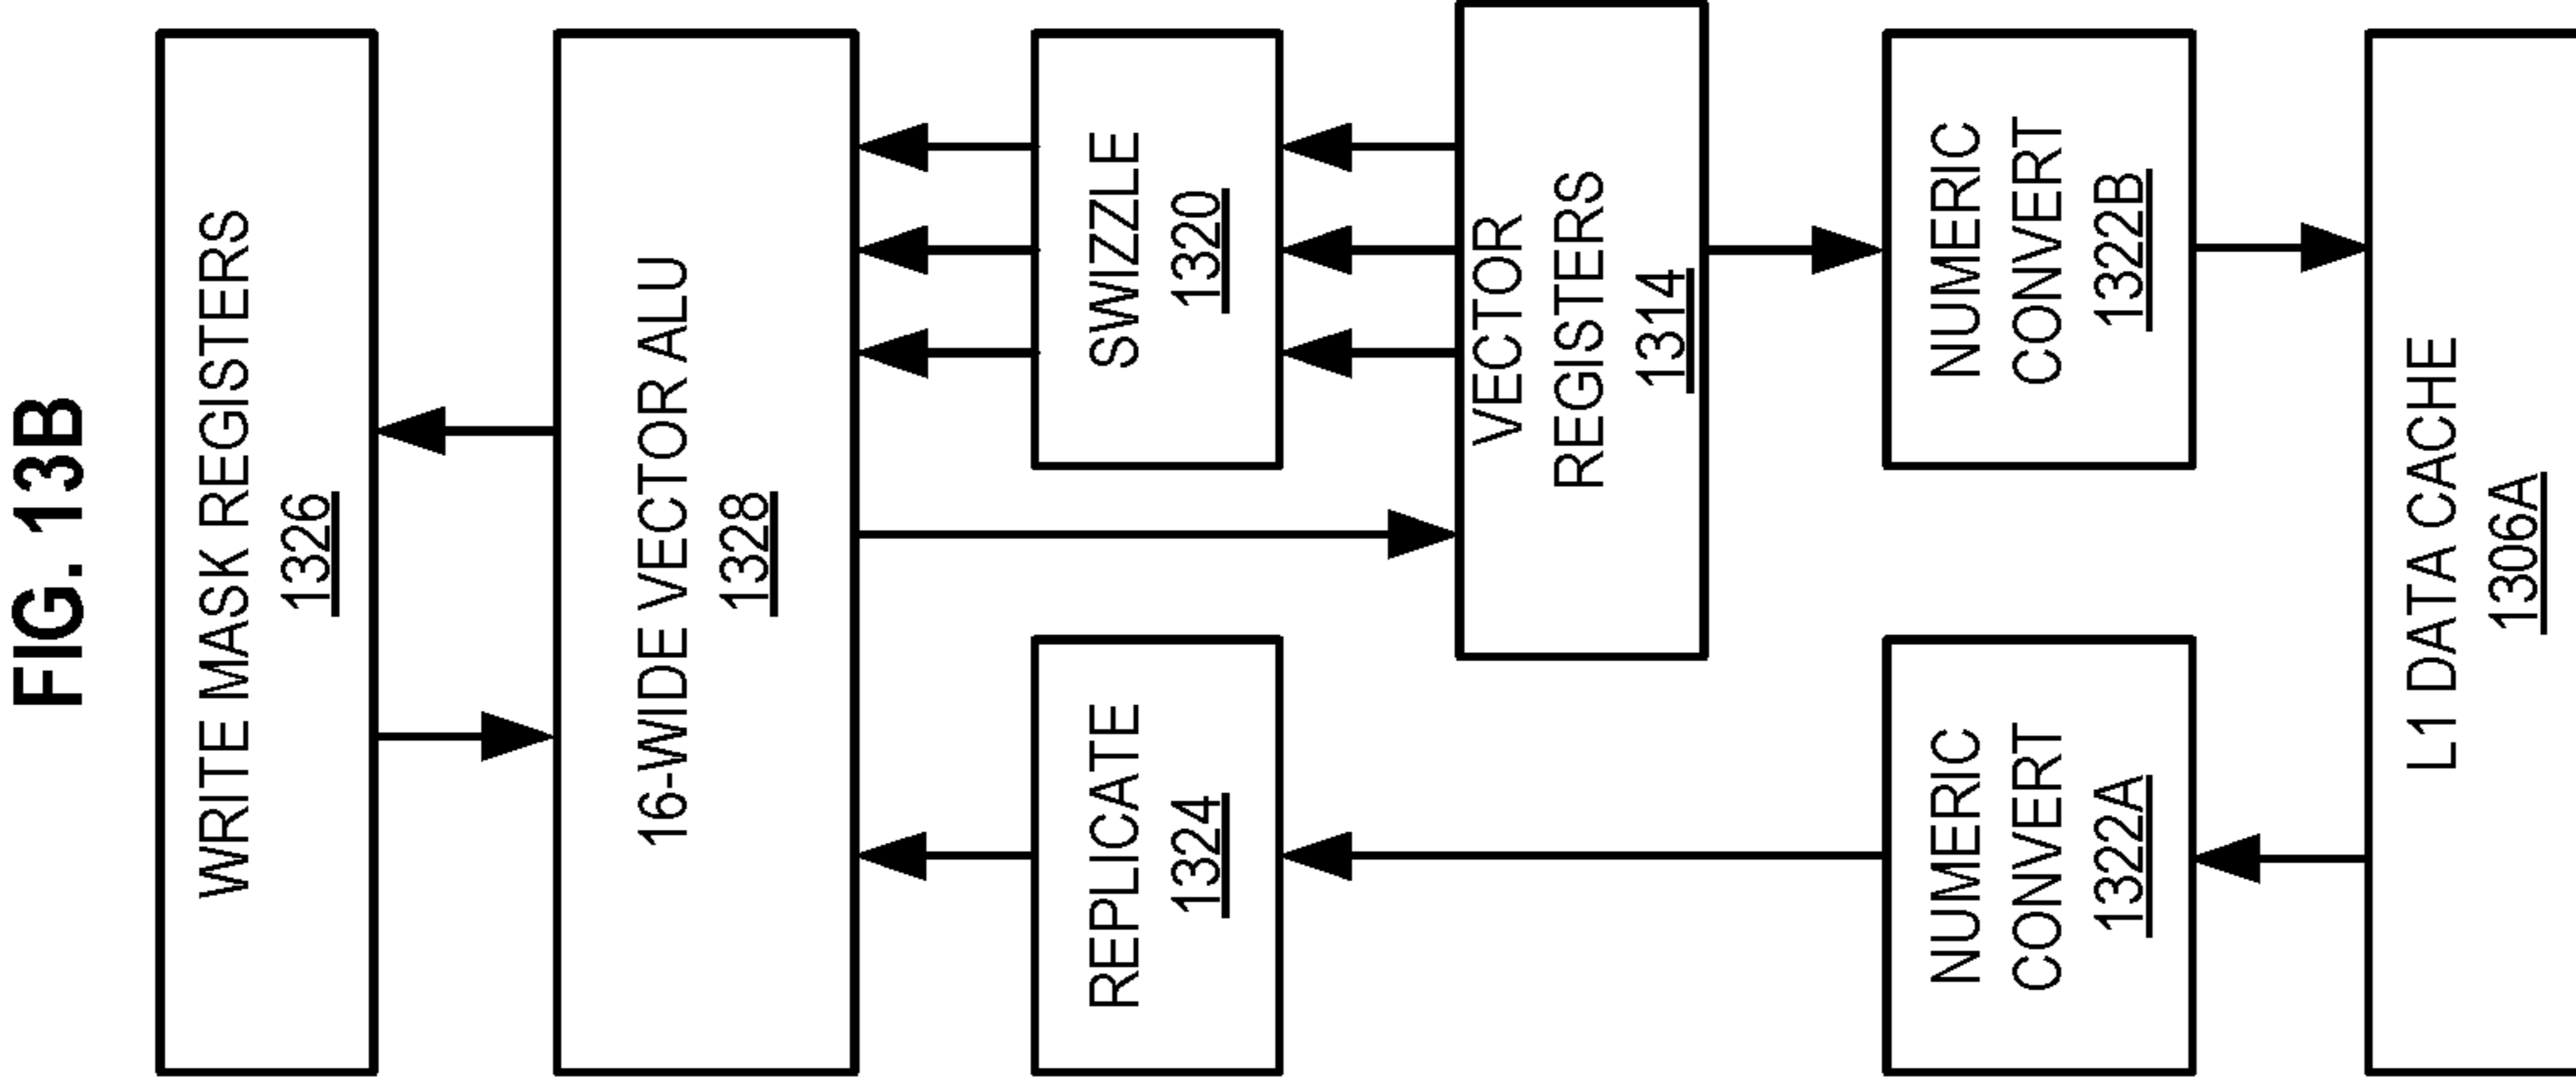 FIG. 13B
WRITE MASK REGISTERS
1326
16-WIDE VECTOR ALU
1328
REPLICATE
1324
SWIZZLE
1320
VECTOR
REGISTERS
1314
NUMERIC
CONVERT
1322A
NUMERIC
CONVERT
1322B
L1 DATA CACHE
1306A